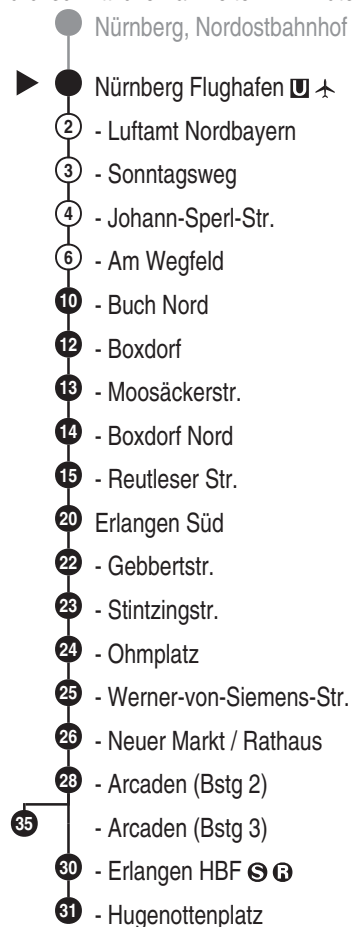 Nürnberg, Nordostbahnhof
Nürnberg Flughafen U
2 - Luftamt Nordbayern
3 - Sonntagsweg
4 - Johann-Sperl-Str.
6 - Am Wegfeld
10 - Buch Nord
12 - Boxdorf
13 - Moosäckerstr.
14 - Boxdorf Nord
15 - Reutleser Str.
20 Erlangen Süd
22 - Gebbertstr.
23 - Stintzingstr.
24 - Ohmplatz
25 - Werner-von-Siemens-Str.
26 - Neuer Markt / Rathaus
28 - Arcaden (Bstg 2)
35 - Arcaden (Bstg 3)
30 - Erlangen HBF S R
31 - Hugenottenplatz